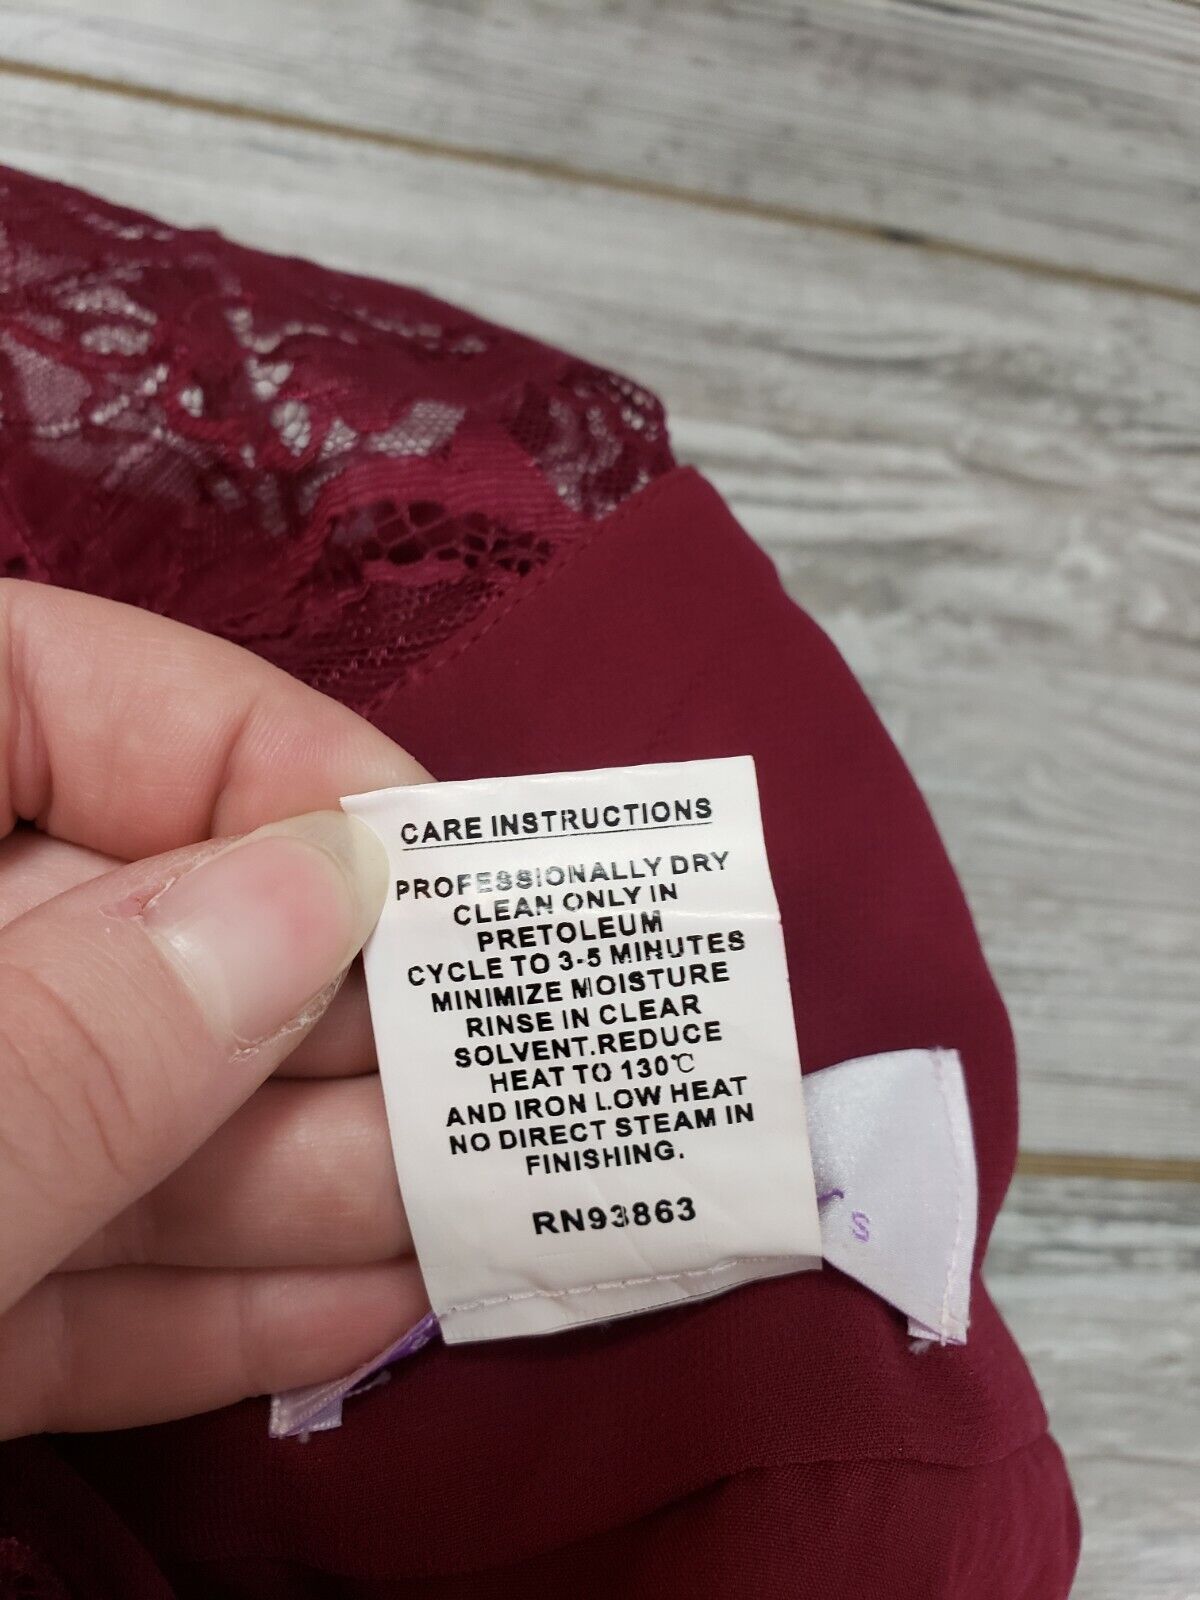 CARE INSTRUCTIONS
PROFESSIONALLY DRY
CLEAN ONLY IN
PRETOLEUM
CYCLE TO 3-5 MINUTES
MINIMIZE MOISTURE
RINSE IN CLEAR
SOLVENT.REDUCE
HEAT TO 130℃
AND IRON LOW HEAT
NO DIRECT STEAM IN
FINISHING.
RN93863
S